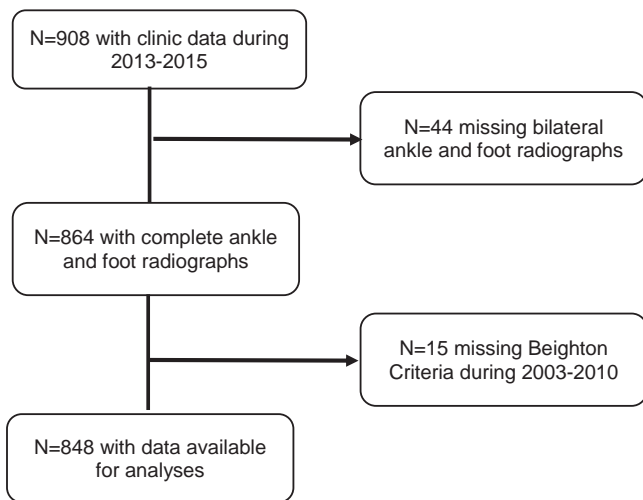 N=908 with clinic data during
2013-2015
N=44 missing bilateral
ankle and foot radiographs
N=864 with complete ankle
and foot radiographs
N=15 missing Beighton
Criteria during 2003-2010
N=848 with data available
for analyses